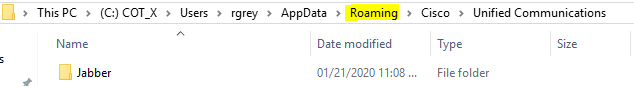 This PC > (C:) COT_X > Users > rgrey > AppData > Roaming > Cisco > Unified Communications
Name Date modified Type Size
Jabber 01/21/2020 11:08 ... File folder